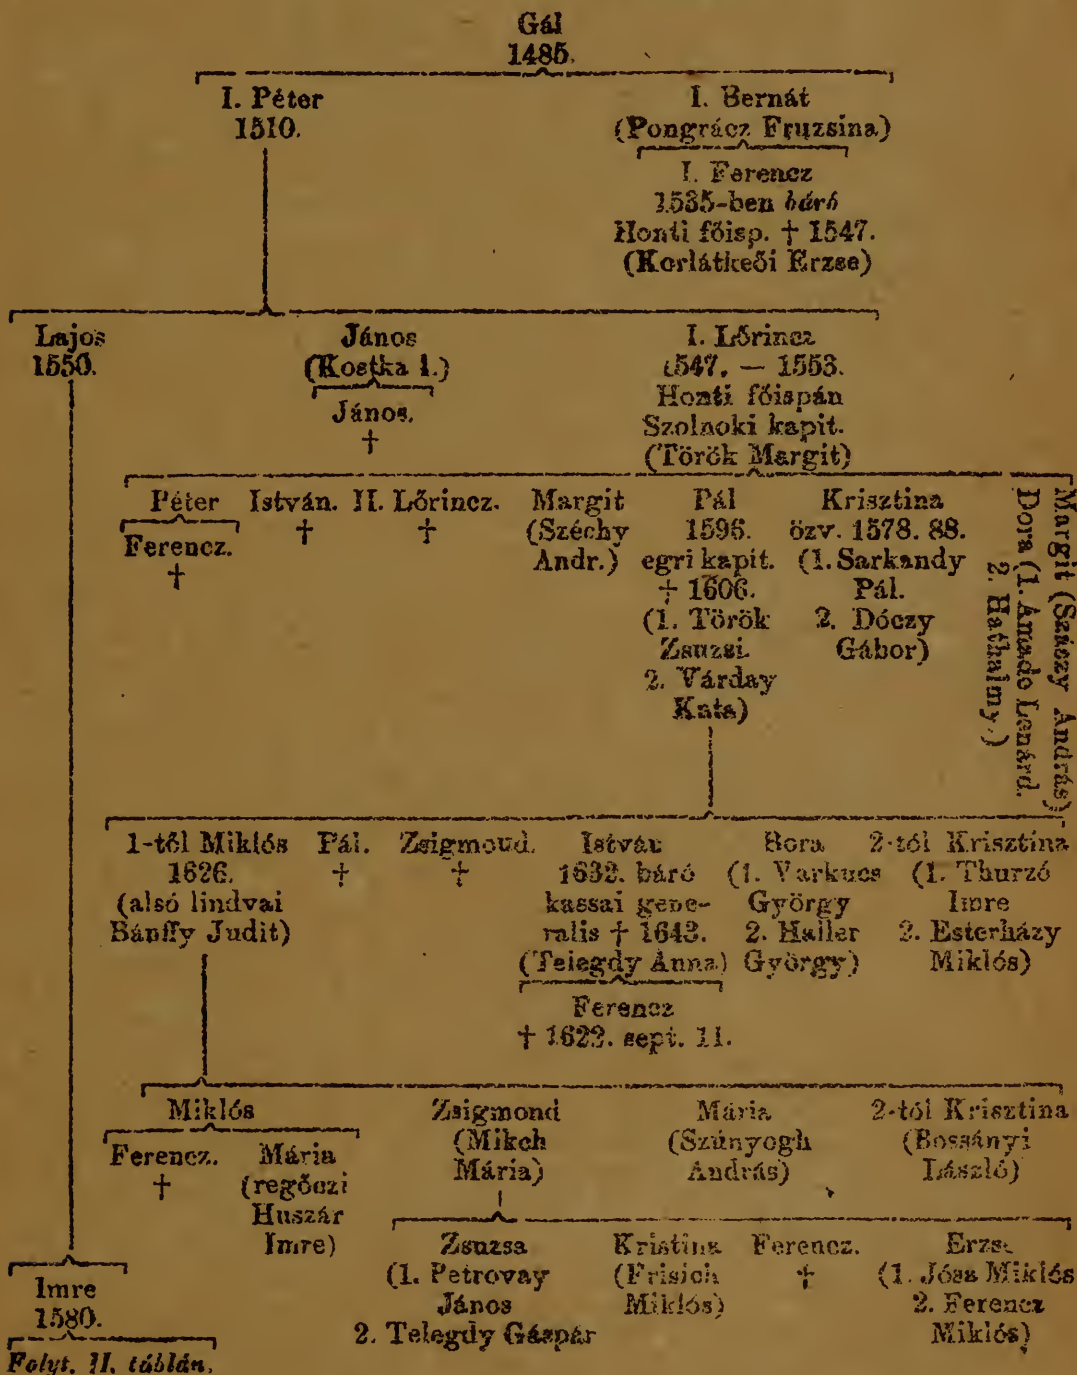 Gál
1485.
I. Péter
1510.
I. Bernát
(Pongrácz Fruzsina)
I. Ferencz
1535-ben báró
Honti főisp. † 1547.
(Korlátkeői Erzse)
Lajos
1550.
János
(Kostka I.)
János.
†
I. Lőrincz
1547. — 1553.
Honti főispán
Szolnoki kapit.
(Török Margit)
Péter
Ferencz.
†
István.
†
II. Lőrincz.
†
Margit
(Széchy
Andr.)
Pál
1596.
egri kapit.
† 1606.
(1. Török
Zsuzsi.
2. Várday
Kata)
Krisztina
özv. 1578. 88.
(1. Sarkandy
Pál.
2. Dóczy
Gábor)
Margit (Széczy András)
Dora (1. Amade Lenárd.
2. Hathalmy.)
1-től Miklós
1626.
(alsó lindvai
Bánffy Judit)
Pál.
†
Zsigmond.
†
István
1632. báró
kassai gene-
ralis † 1643.
(Telegdy Anna)
Ferencz
† 1622. sept. 11.
Bora
(1. Varkucs
György
2. Haller
György)
2-tól Krisztina
(1. Thurzó
Imre
2. Esterházy
Miklós)
Miklós
Ferencz.
†
Mária
(regőczi
Huszár
Imre)
Zsigmond
(Mikch
Mária)
Mária
(Szúnyogh
András)
2-tól Krisztina
(Bossányi
László)
Zsuzsa
(1. Petrovay
János
2. Telegdy Gáspár
Kristina
(Frisich
Miklós)
Ferencz.
†
Erzse
(1. Jósa Miklós
2. Ferencz
Miklós)
Imre
1580.
Folyt. II. táblán.